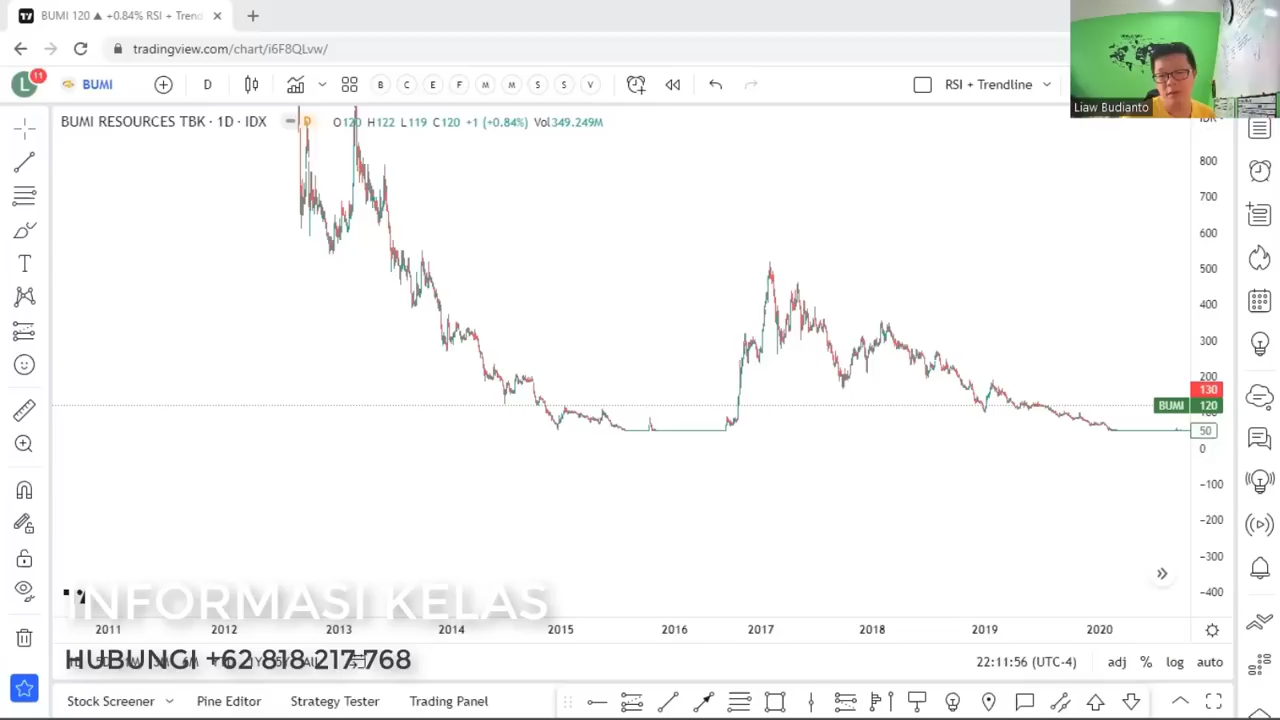 BUMI 120 ▲ +0.84% RSI + Trend
tradingview.com/chart/i6F8QLvw/
L 11 BUMI D B C E F M M S S V RSI + Trendline
Liaw Budianto
BUMI RESOURCES TBK · 1D · IDX D O120 H122 L119 C120 +1 (+0.84%) Vol349.249M
800
700
600
500
400
300
200
130
BUMI 120
100
50
0
−100
−200
−300
−400
INFORMASI KELAS
2011 2012 2013 2014 2015 2016 2017 2018 2019 2020
HUBUNGI +62 818 217 768
22:11:56 (UTC-4) adj % log auto
Stock Screener Pine Editor Strategy Tester Trading Panel